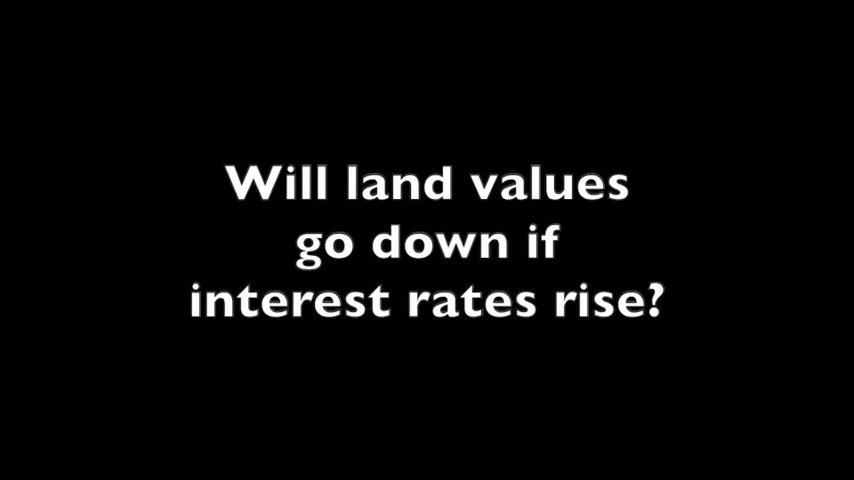 Will land values
go down if
interest rates rise?